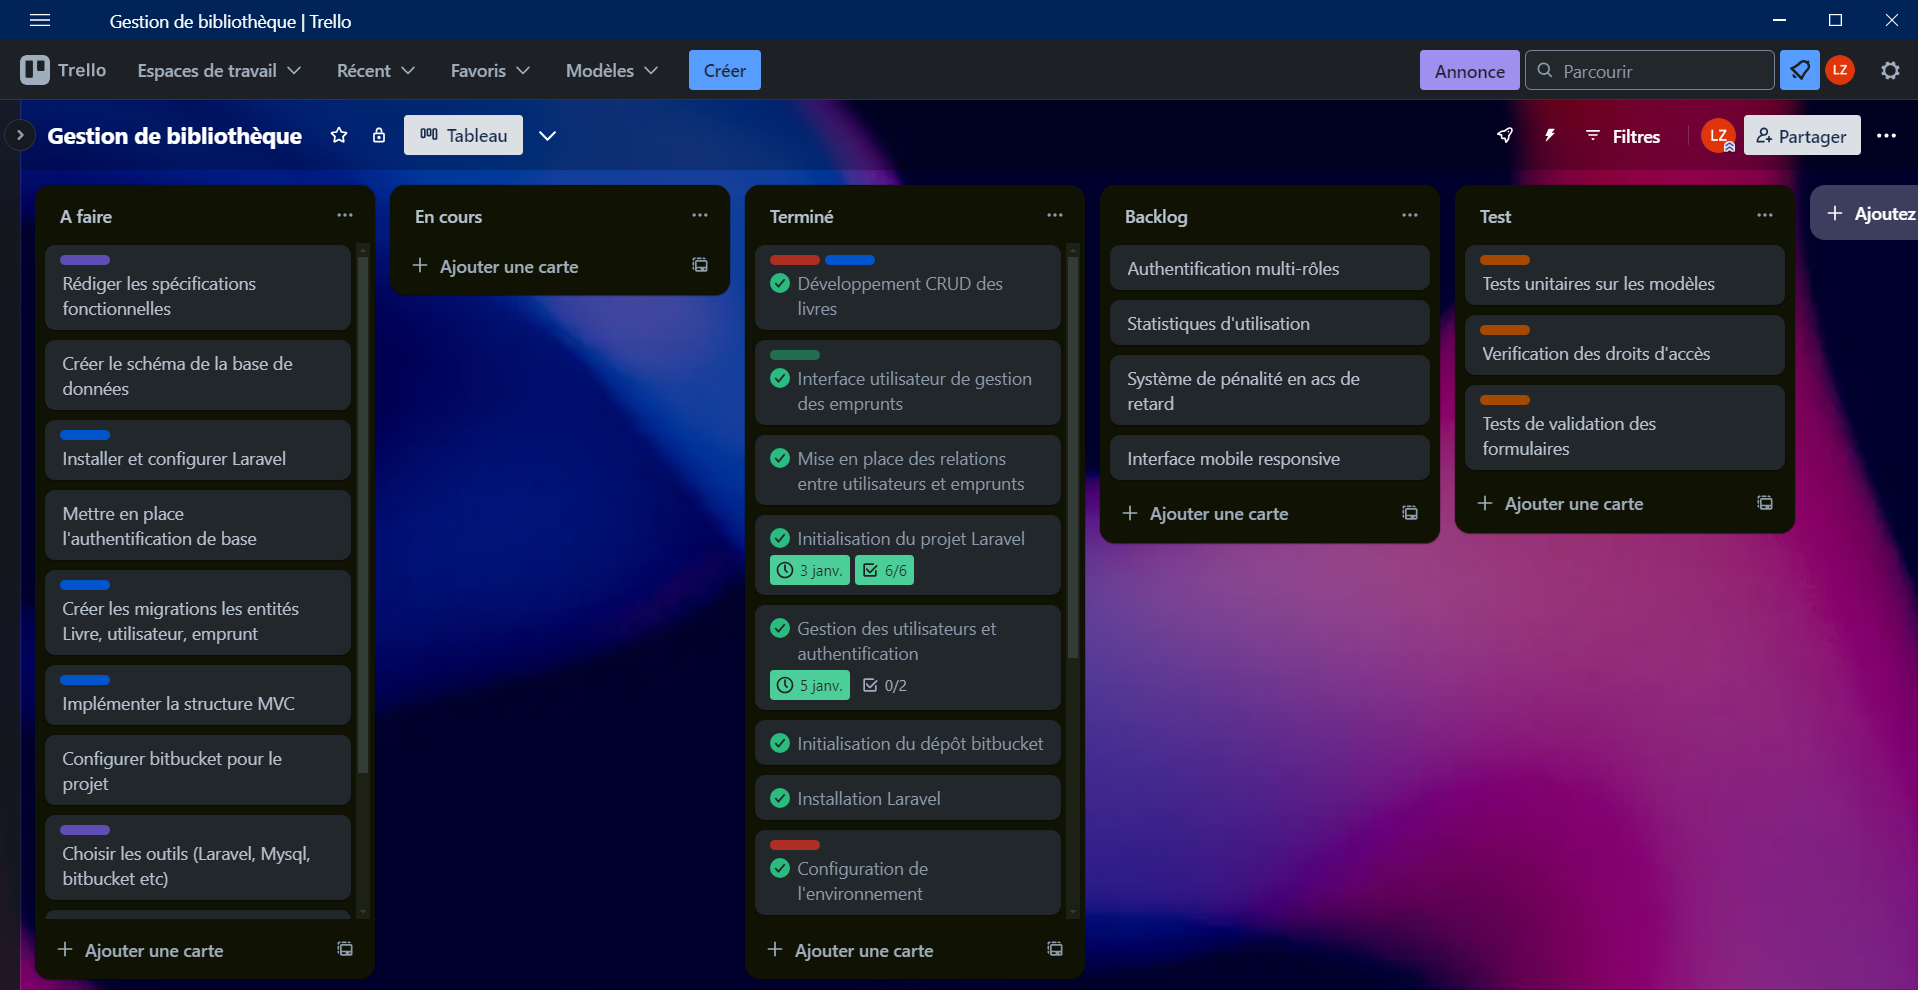 Gestion de bibliothèque | Trello
Trello
Espaces de travail
Récent
Favoris
Modèles
Créer
Annonce
Parcourir
LZ
Gestion de bibliothèque
Tableau
Filtres
LZ
Partager
A faire
Rédiger les spécifications
fonctionnelles
Créer le schéma de la base de
données
Installer et configurer Laravel
Mettre en place
l'authentification de base
Créer les migrations les entités
Livre, utilisateur, emprunt
Implémenter la structure MVC
Configurer bitbucket pour le
projet
Choisir les outils (Laravel, Mysql,
bitbucket etc)
Ajouter une carte
En cours
Ajouter une carte
Terminé
Développement CRUD des
livres
Interface utilisateur de gestion
des emprunts
Mise en place des relations
entre utilisateurs et emprunts
Initialisation du projet Laravel
3 janv. 6/6
Gestion des utilisateurs et
authentification
5 janv. 0/2
Initialisation du dépôt bitbucket
Installation Laravel
Configuration de
l'environnement
Ajouter une carte
Backlog
Authentification multi-rôles
Statistiques d'utilisation
Système de pénalité en acs de
retard
Interface mobile responsive
Ajouter une carte
Test
Tests unitaires sur les modèles
Verification des droits d'accès
Tests de validation des
formulaires
Ajouter une carte
Ajoutez